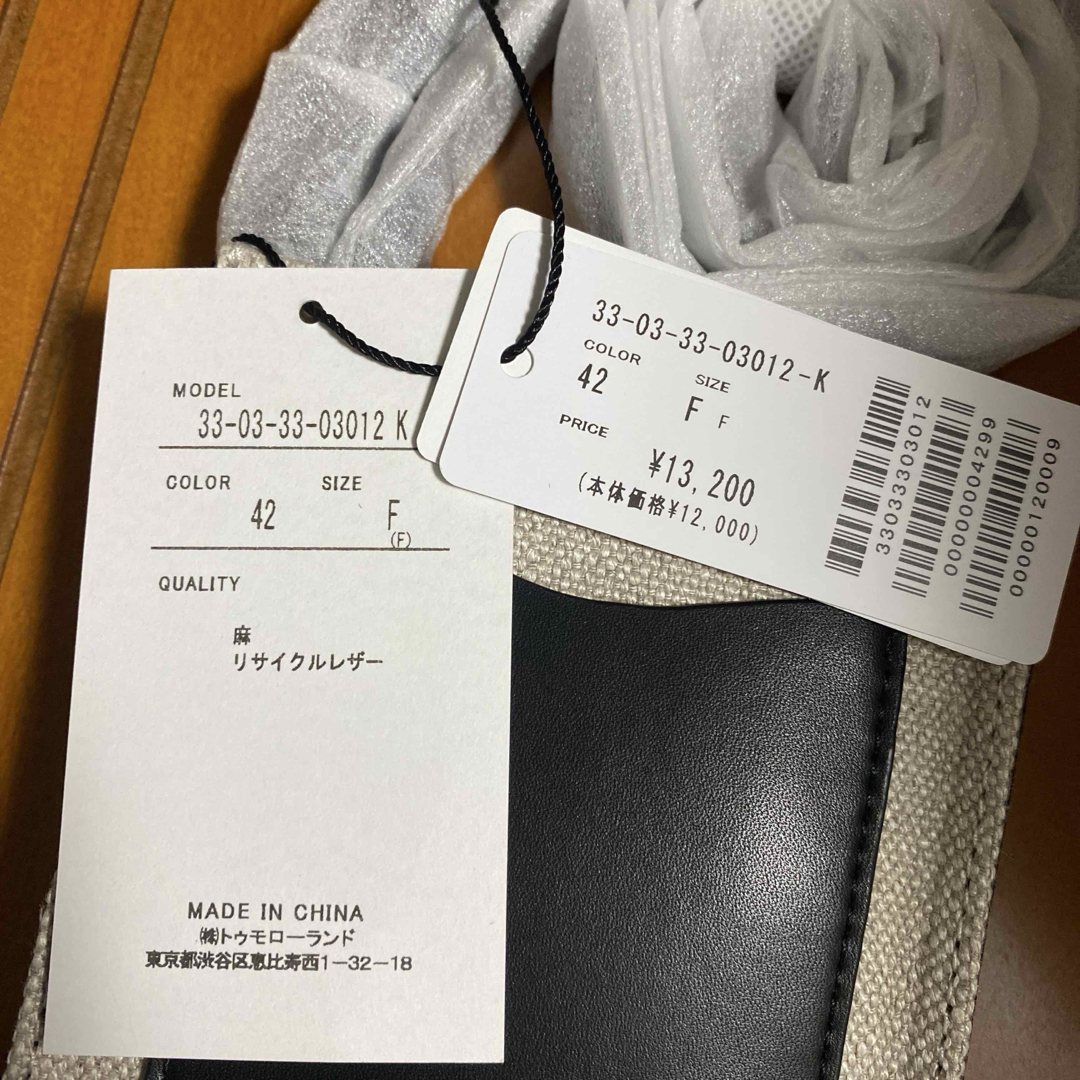 MODEL
33-03-33-03012 K
COLOR SIZE
42 F
(F)
QUALITY
麻
リサイクルレザー
MADE IN CHINA
㈱トゥモローランド
東京都渋谷区恵比寿西1-32-18
33-03-33-03012-K
COLOR SIZE
42 F F
PRICE
¥13,200
(本体価格¥12,000)
330333303012
0000000004299
00000120009